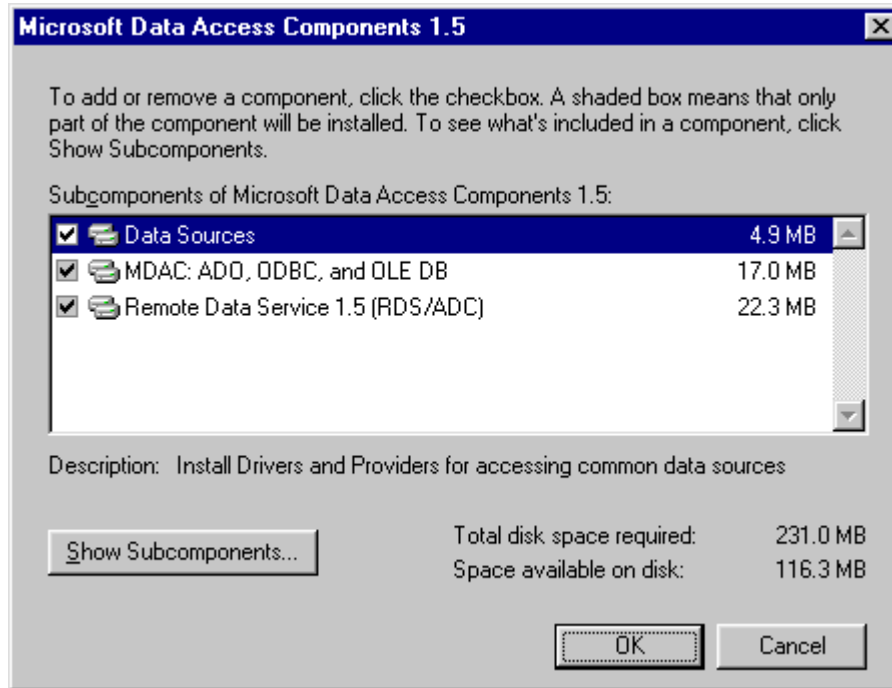 Microsoft Data Access Components 1.5
To add or remove a component, click the checkbox. A shaded box means that only
part of the component will be installed. To see what's included in a component, click
Show Subcomponents.
Subcomponents of Microsoft Data Access Components 1.5:
Data Sources 4.9 MB
MDAC: ADO, ODBC, and OLE DB 17.0 MB
Remote Data Service 1.5 (RDS/ADC) 22.3 MB
Description: Install Drivers and Providers for accessing common data sources
Show Subcomponents...
Total disk space required: 231.0 MB
Space available on disk: 116.3 MB
OK Cancel